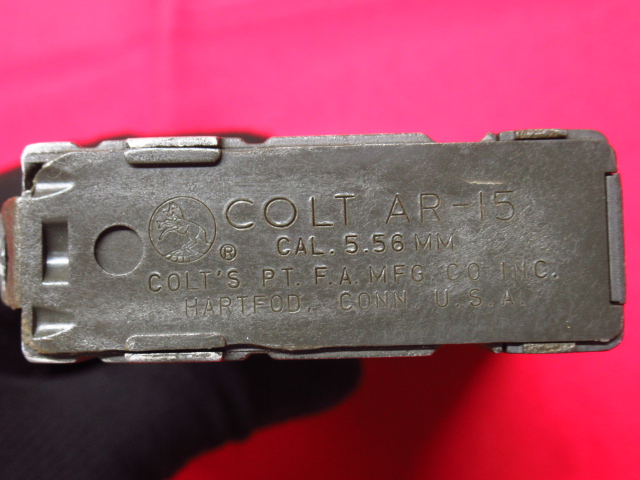 COLT AR-15
® CAL. 5.56 MM
COLT'S PT. F.A. MFG. CO INC.
HARTFOD, CONN. U.S.A.